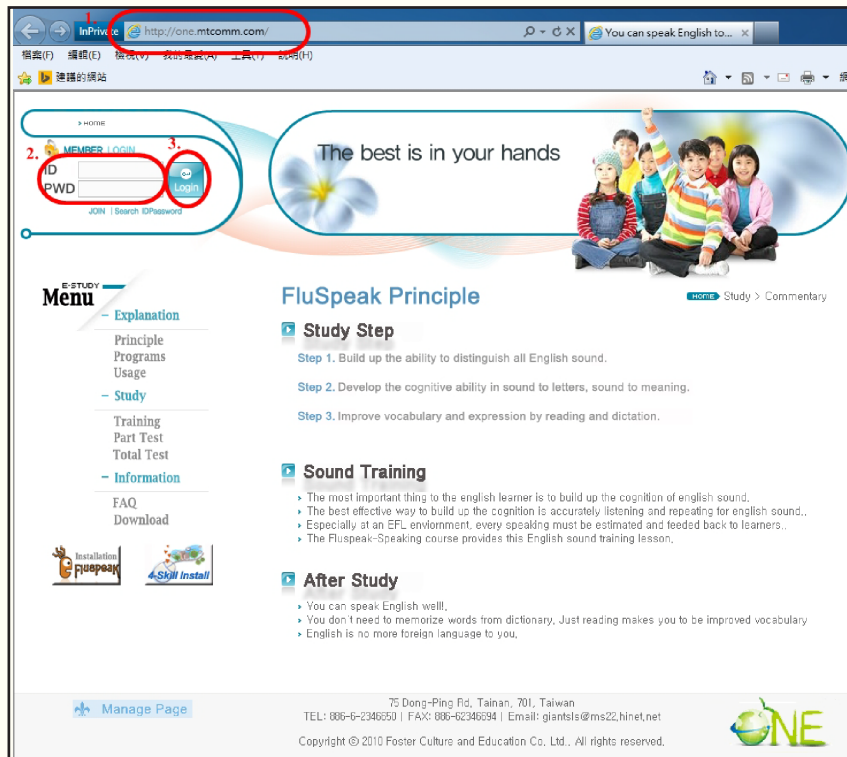 1.
InPrivate http://one.mtcomm.com/
You can speak English to... ×
檔案(F) 編輯(E) 檢視(V) 我的最愛(A) 工具(T) 說明(H)
建議的網站
> HOME
2.
MEMBER LOGIN
3.
ID
PWD
Login
JOIN | Search IDPassword
The best is in your hands
E-STUDY
Menu
– Explanation
Principle
Programs
Usage
– Study
Training
Part Test
Total Test
– Information
FAQ
Download
Installation
Fluspeak
4-Skill Install
FluSpeak Principle
HOME Study > Commentary
Study Step
Step 1. Build up the ability to distinguish all English sound.
Step 2. Develop the cognitive ability in sound to letters, sound to meaning.
Step 3. Improve vocabulary and expression by reading and dictation.
Sound Training
› The most important thing to the english learner is to build up the cognition of english sound.
› The best effective way to build up the cognition is accurately listening and repeating for english sound..
› Especially at an EFL enviornment, every speaking must be estimated and feeded back to learners..
› The Fluspeak-Speaking course provides this English sound training lesson.
After Study
› You can speak English well!.
› You don't need to memorize words from dictionary. Just reading makes you to be improved vocabulary
› English is no more foreign language to you.
Manage Page
75 Dong-Ping Rd, Tainan, 701, Taiwan
TEL: 886-6-2346550 | FAX: 886-62346694 | Email: giantsls@ms22.hinet.net
Copyright © 2010 Foster Culture and Education Co. Ltd.. All rights reserved.
ONE